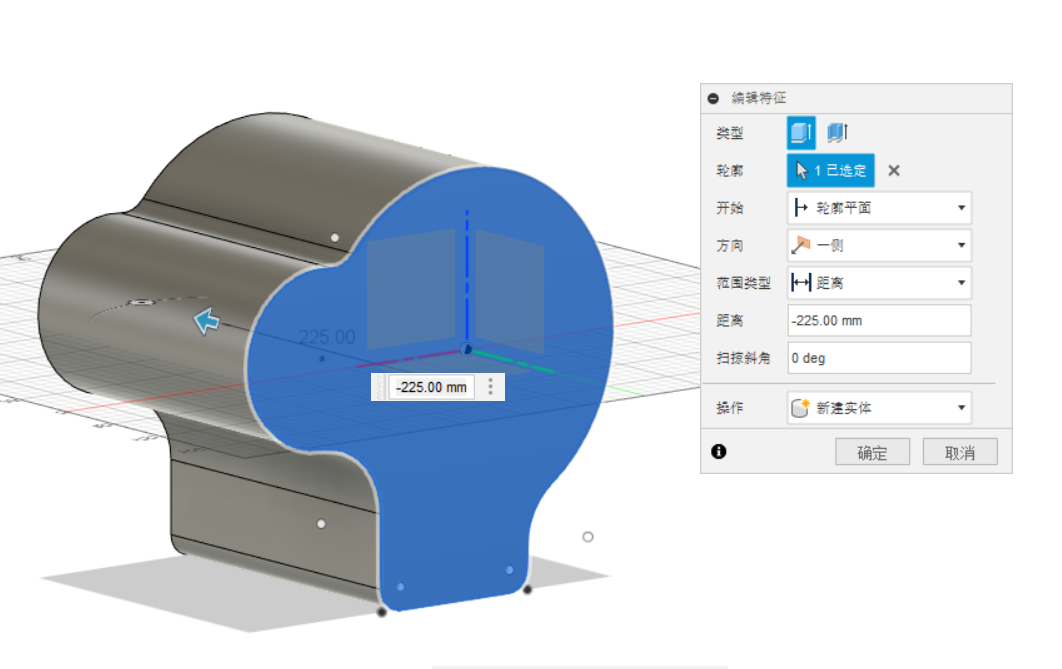 编辑特征
类型
轮廓 1 已选定
开始 轮廓平面
方向 一侧
范围类型 距离
距离 -225.00 mm
扫掠斜角 0 deg
操作 新建实体
确定 取消
225.00
-225.00 mm